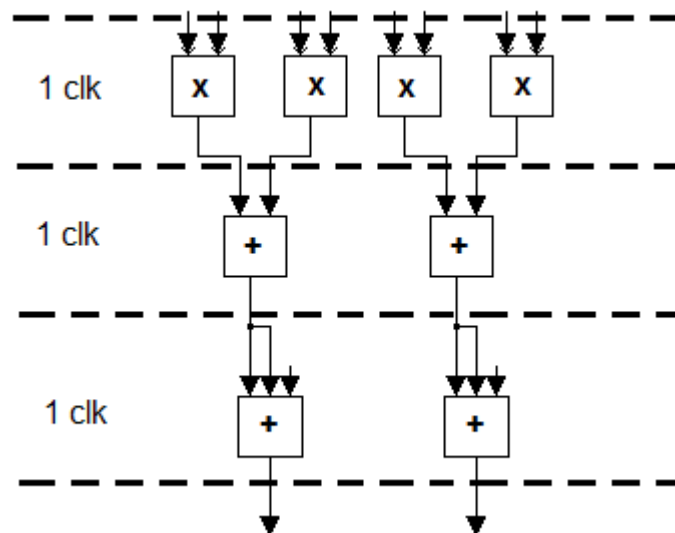 1 clk
x x x x
1 clk
+ +
1 clk
+ +